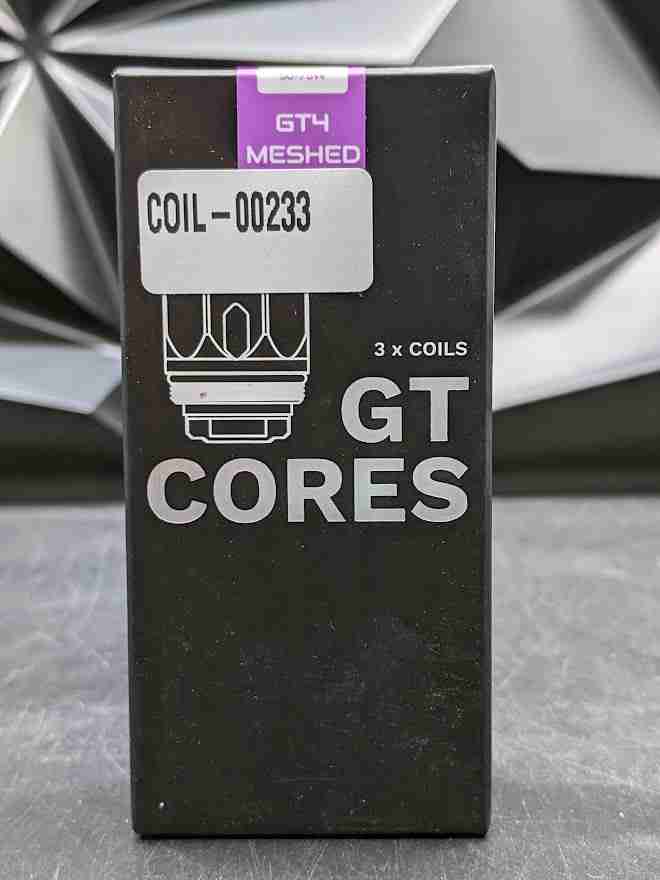 GT4
MESHED
COIL-00233
3 x COILS
GT
CORES